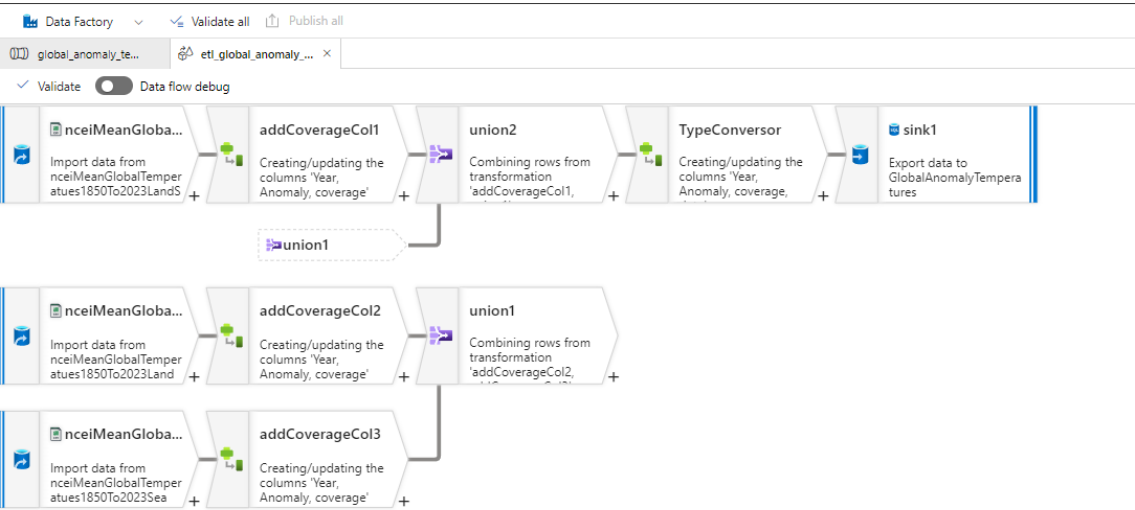 Data Factory
Validate all
Publish all
global_anomaly_te...
etl_global_anomaly_...
Validate
Data flow debug
nceiMeanGloba...
Import data from
nceiMeanGlobalTemper
atues1850To2023LandS
addCoverageCol1
Creating/updating the
columns 'Year,
Anomaly, coverage'
union2
Combining rows from
transformation
'addCoverageCol1,
TypeConversor
Creating/updating the
columns 'Year,
Anomaly, coverage,
sink1
Export data to
GlobalAnomalyTempera
tures
union1
nceiMeanGloba...
Import data from
nceiMeanGlobalTemper
atues1850To2023Land
addCoverageCol2
Creating/updating the
columns 'Year,
Anomaly, coverage'
union1
Combining rows from
transformation
'addCoverageCol2,
nceiMeanGloba...
Import data from
nceiMeanGlobalTemper
atues1850To2023Sea
addCoverageCol3
Creating/updating the
columns 'Year,
Anomaly, coverage'